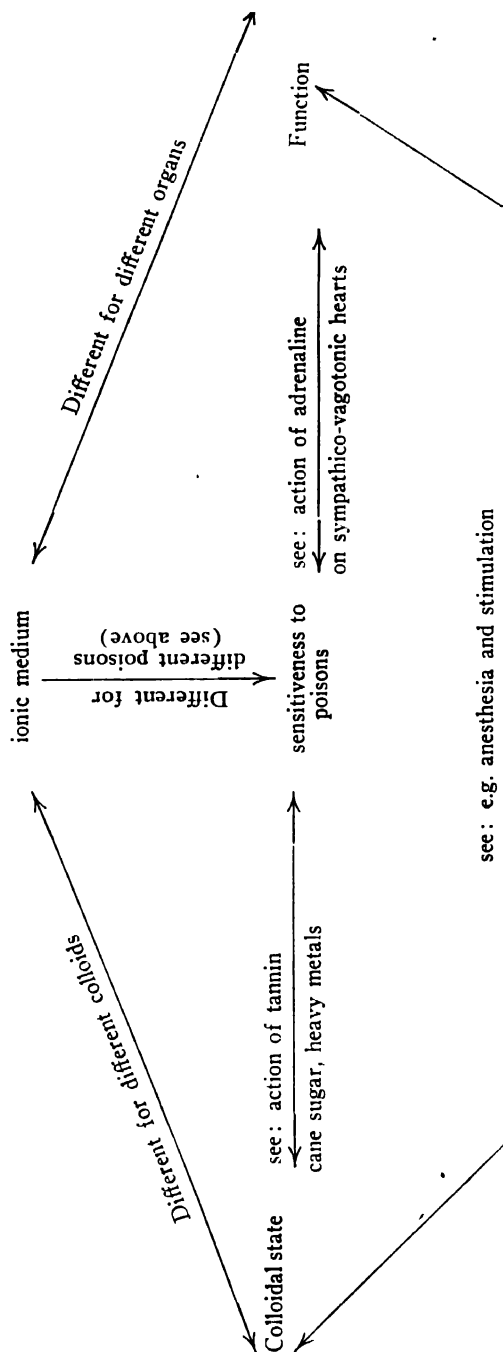 ionic medium
Different for different colloids
Different for different organs
Different for
different poisons
(see above)
Colloidal state
see: action of tannin
cane sugar, heavy metals
sensitiveness to
poisons
see: action of adrenaline
on sympathico-vagotonic hearts
Function
see: e.g. anesthesia and stimulation